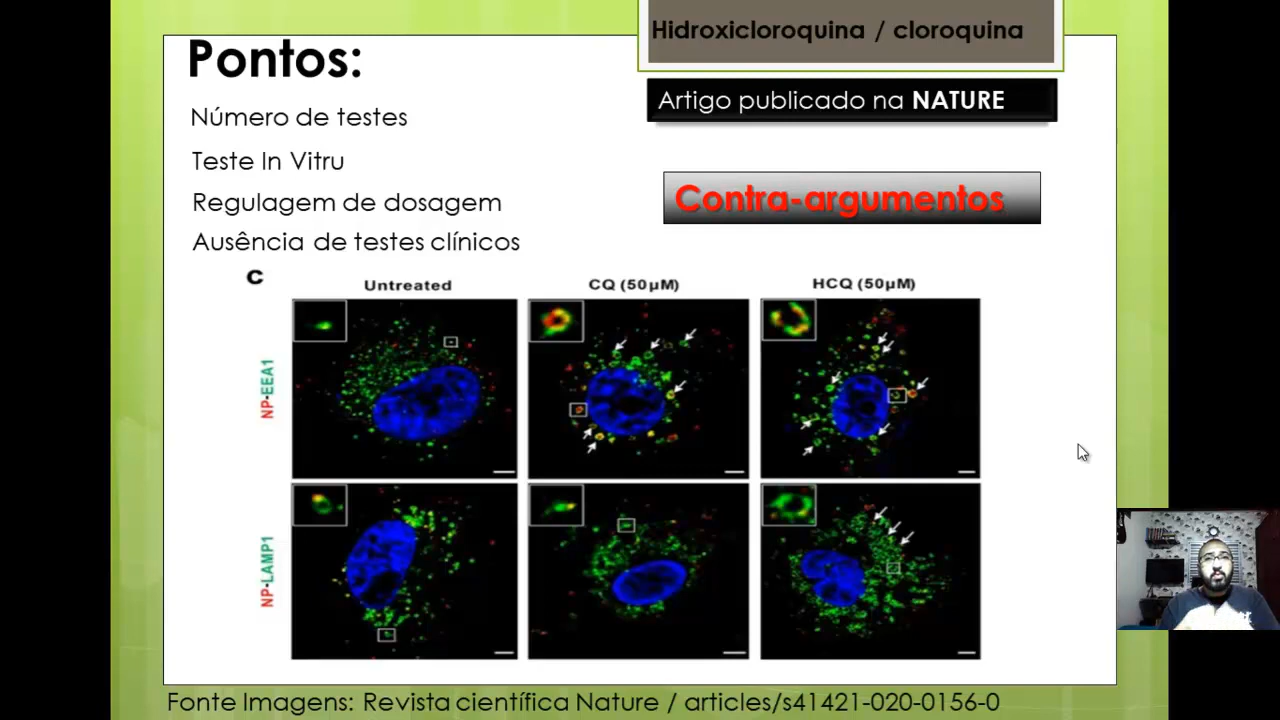 Hidroxicloroquina / cloroquina
Pontos:
Artigo publicado na NATURE
Número de testes
Teste In Vitru
Contra-argumentos
Regulagem de dosagem
Ausência de testes clínicos
C
Untreated
CQ (50µM)
HCQ (50µM)
NP-EEA1
NP-LAMP1
Fonte Imagens: Revista científica Nature / articles/s41421-020-0156-0